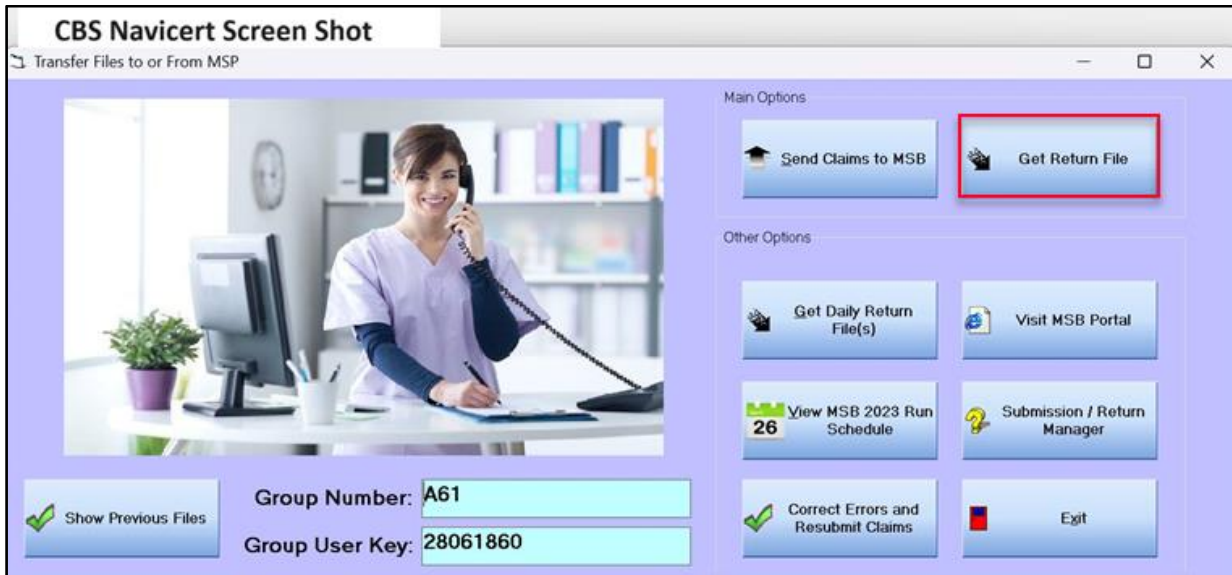 CBS Navicert Screen Shot
Transfer Files to or From MSP
Main Options
Send Claims to MSB
Get Return File
Other Options
Get Daily Return
File(s)
Visit MSB Portal
26
View MSB 2023 Run
Schedule
Submission / Return
Manager
Show Previous Files
Group Number: A61
Group User Key: 28061860
Correct Errors and
Resubmit Claims
Exit